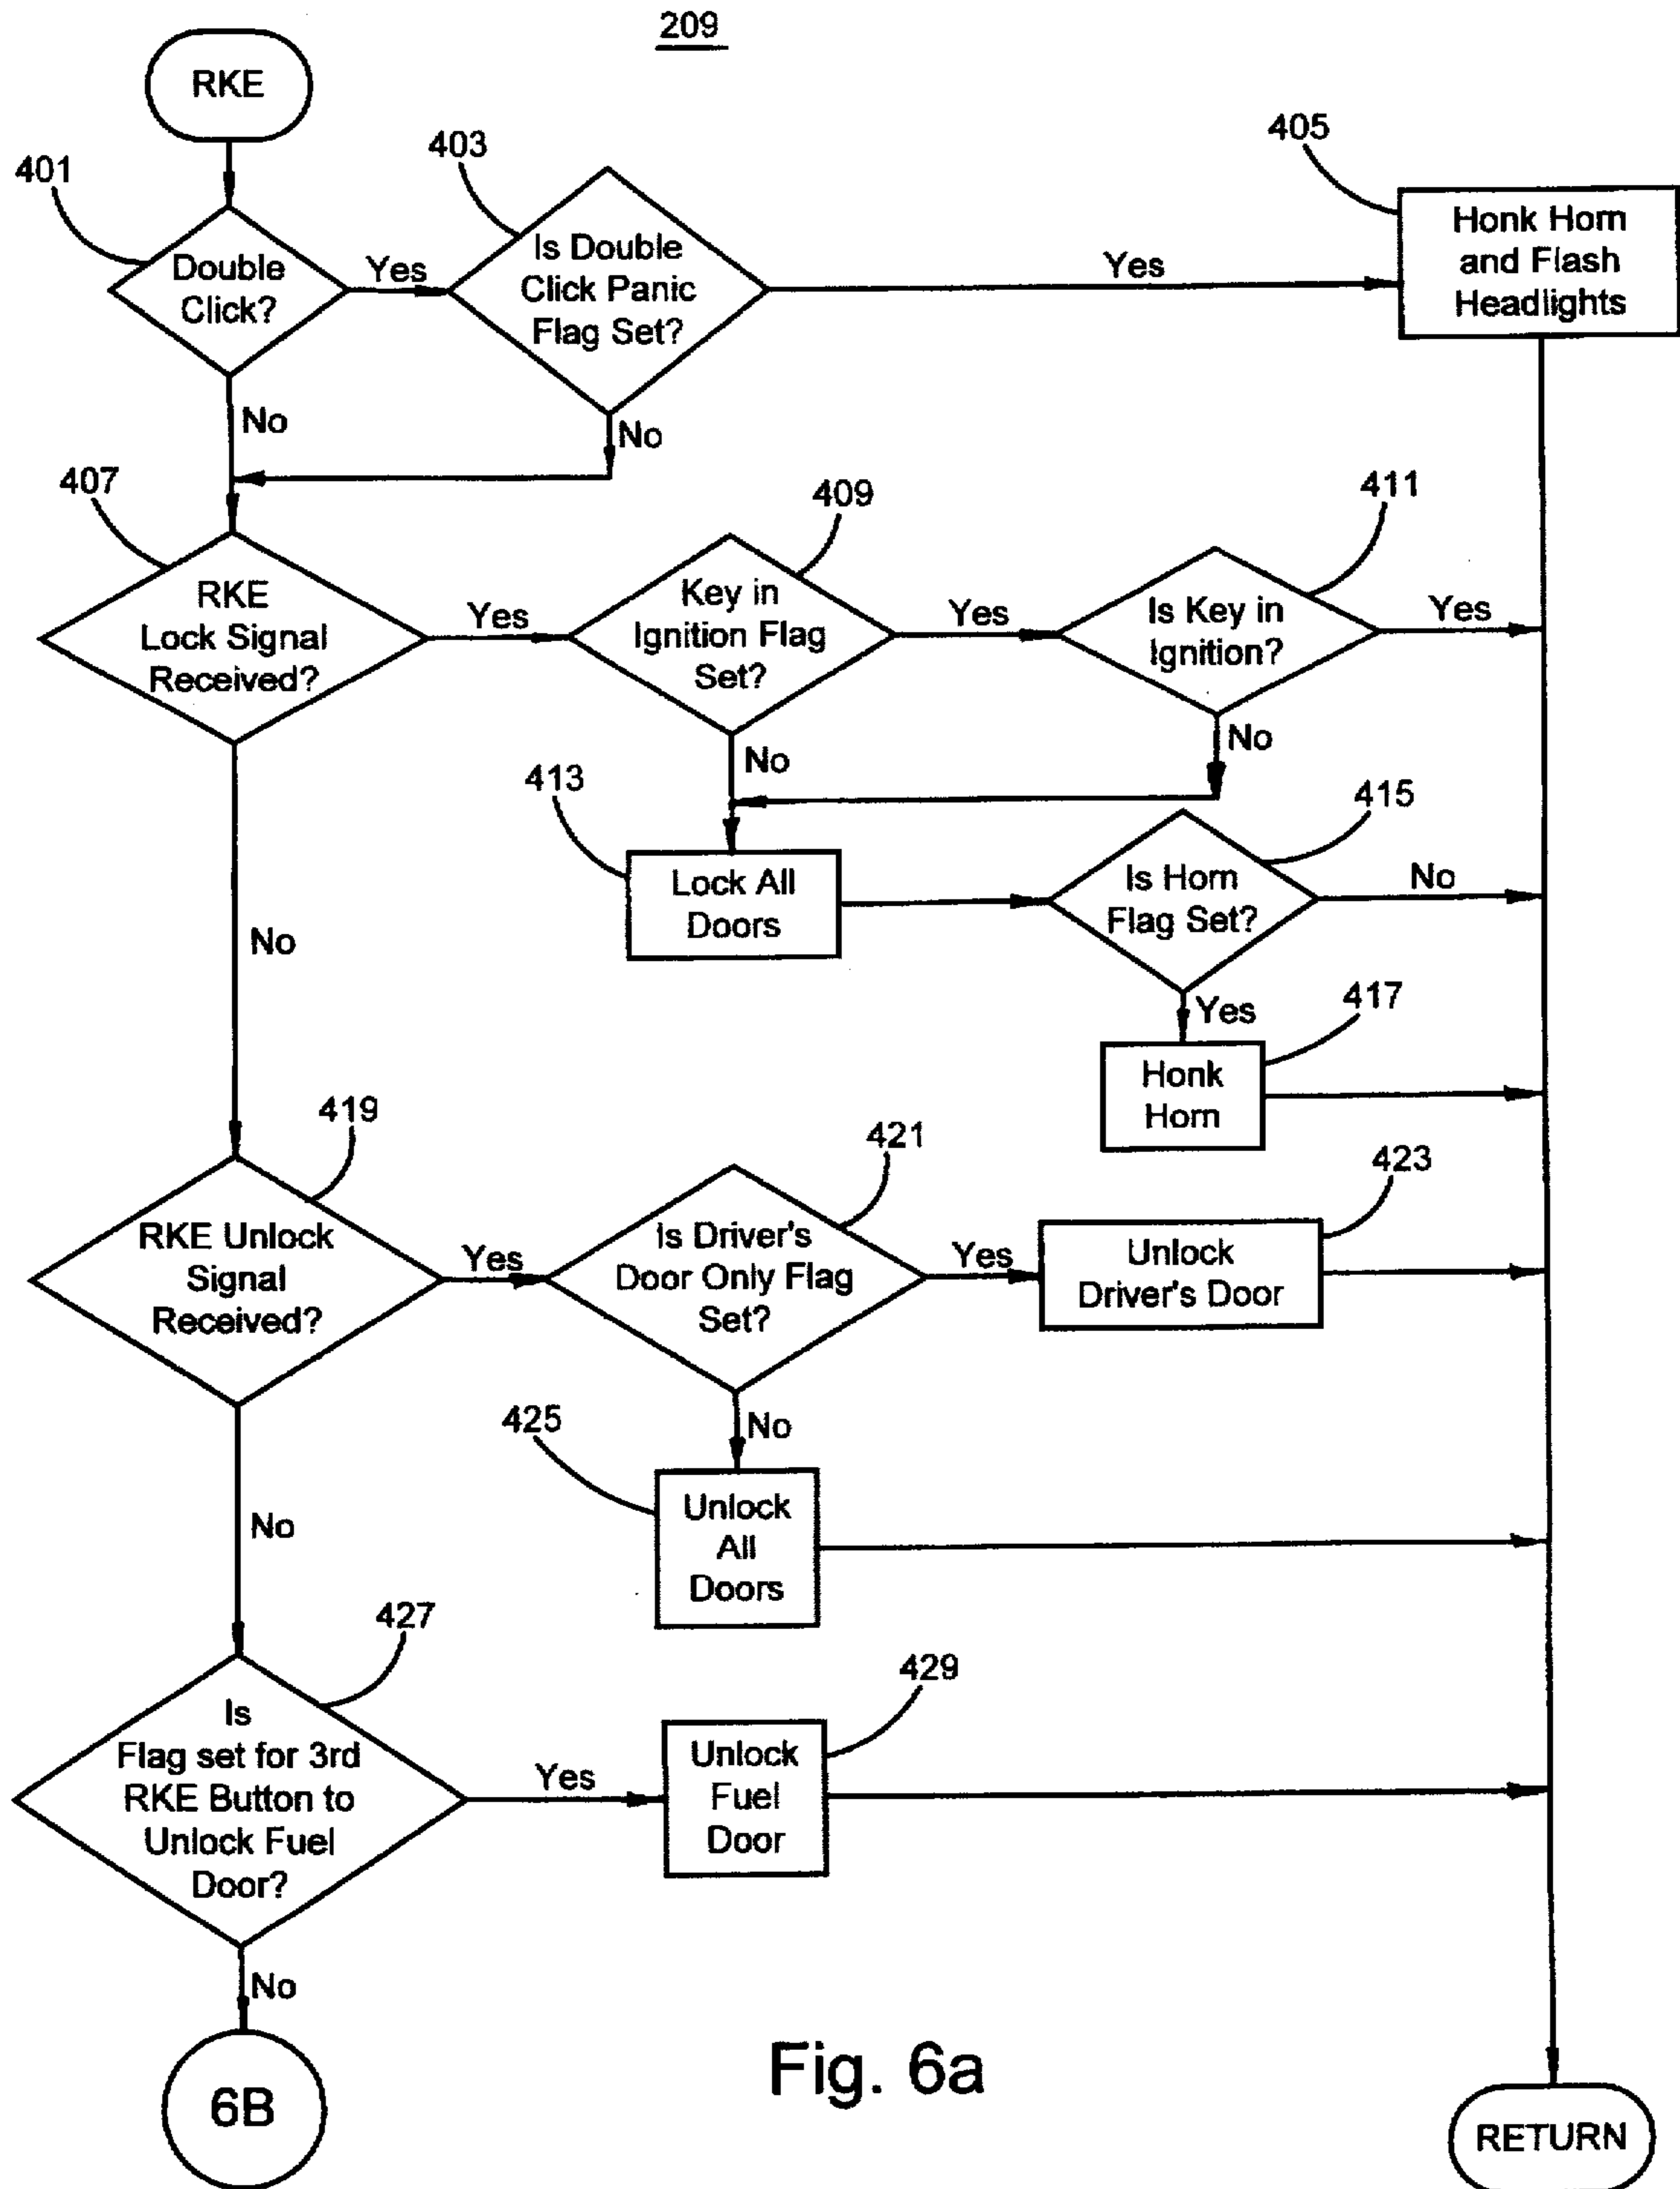 209
RKE
401
403
405
Double
Click?
Yes
Is Double
Click Panic
Flag Set?
Yes
Honk Horn
and Flash
Headlights
No
No
407
409
411
RKE
Lock Signal
Received?
Yes
Key in
Ignition Flag
Set?
Yes
Is Key in
Ignition?
Yes
No
No
413
415
Lock All
Doors
Is Horn
Flag Set?
No
No
Yes
417
Honk
Horn
419
421
423
RKE Unlock
Signal
Received?
Yes
Is Driver's
Door Only Flag
Set?
Yes
Unlock
Driver's Door
No
425
Unlock
All
Doors
No
427
429
Is
Flag set for 3rd
RKE Button to
Unlock Fuel
Door?
Yes
Unlock
Fuel
Door
No
6B
Fig. 6a
RETURN